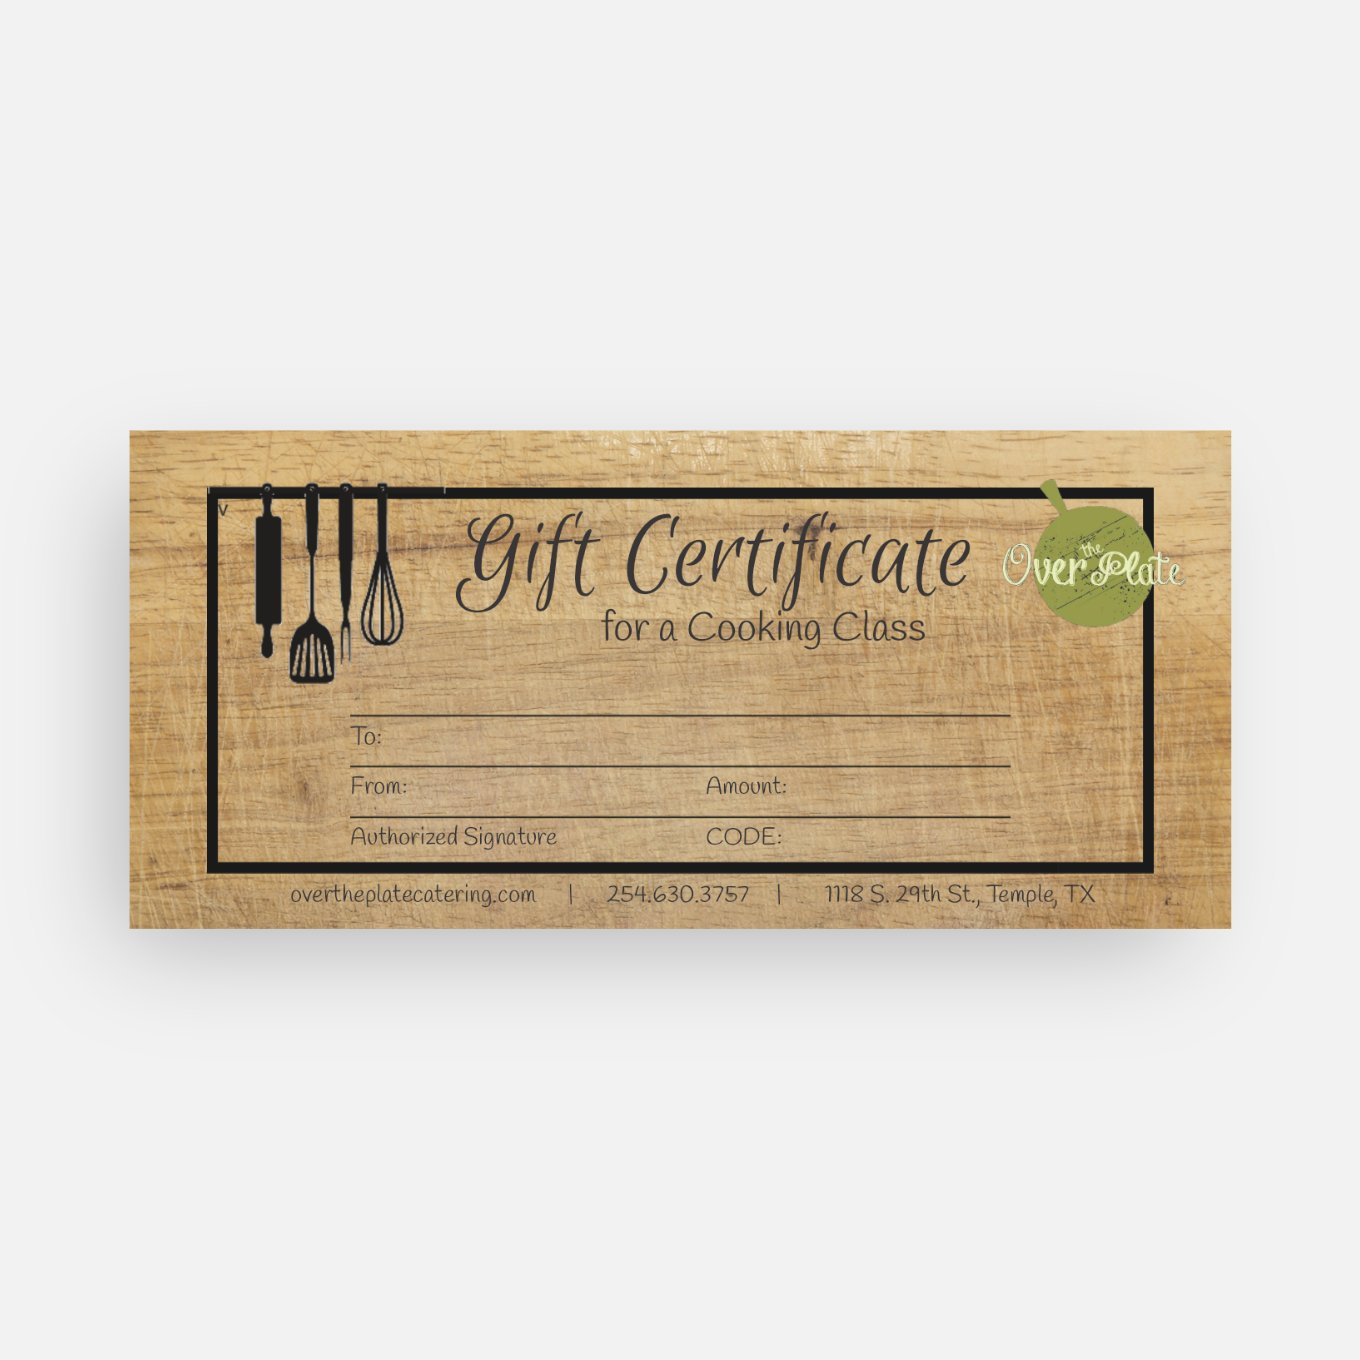 v
Gift Certificate
for a Cooking Class
Over the Plate
To:
From: Amount:
Authorized Signature CODE:
overtheplatecatering.com | 254.630.3757 | 1118 S. 29th St., Temple, TX